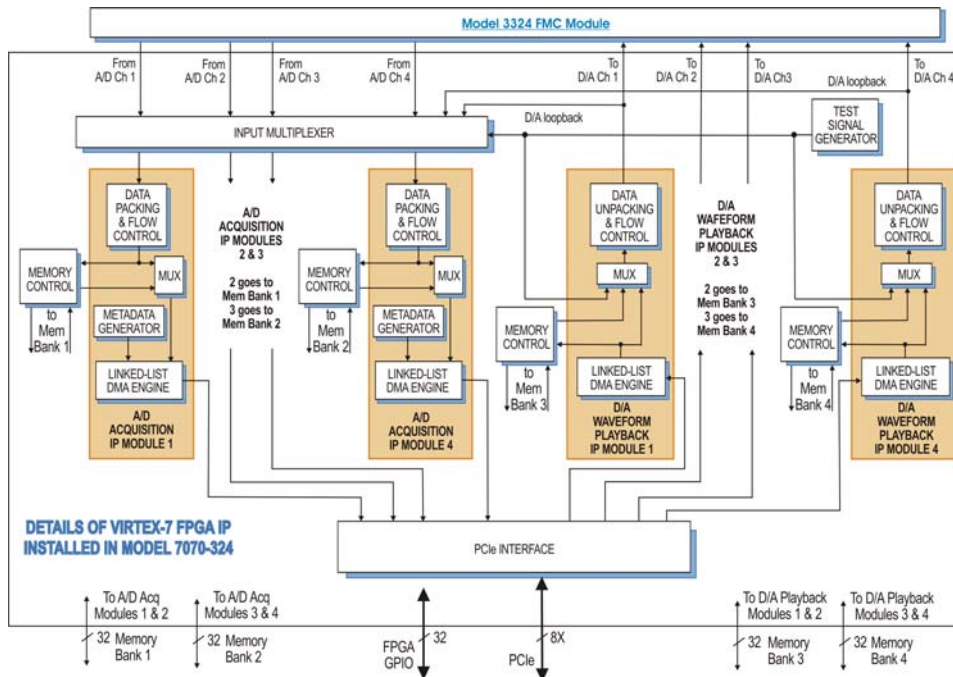 Model 3324 FMC Module
From
A/D Ch 1
From
A/D Ch 2
From
A/D Ch 3
From
A/D Ch 4
To
D/A Ch 1
To
D/A Ch 2
To
D/A Ch3
To
D/A Ch 4
D/A loopback
D/A loopback
TEST
SIGNAL
GENERATOR
INPUT MULTIPLEXER
DATA
PACKING
& FLOW
CONTROL
MEMORY
CONTROL
MUX
to
Mem
Bank 1
METADATA
GENERATOR
LINKED-LIST
DMA ENGINE
A/D
ACQUISITION
IP MODULE 1
A/D
ACQUISITION
IP MODULES
2 & 3
2 goes to
Mem Bank 1
3 goes to
Mem Bank 2
DATA
PACKING
& FLOW
CONTROL
MEMORY
CONTROL
MUX
to
Mem
Bank 2
METADATA
GENERATOR
LINKED-LIST
DMA ENGINE
A/D
ACQUISITION
IP MODULE 4
DATA
UNPACKING
& FLOW
CONTROL
MUX
MEMORY
CONTROL
to
Mem
Bank 3
LINKED-LIST
DMA ENGINE
D/A
WAVEFORM
PLAYBACK
IP MODULE 1
D/A
WAFEFORM
PLAYBACK
IP MODULES
2 & 3
2 goes to
Mem Bank 3
3 goes to
Mem Bank 4
DATA
UNPACKING
& FLOW
CONTROL
MUX
MEMORY
CONTROL
to
Mem
Bank 4
LINKED-LIST
DMA ENGINE
D/A
WAVEFORM
PLAYBACK
IP MODULE 4
DETAILS OF VIRTEX-7 FPGA IP
INSTALLED IN MODEL 7070-324
PCIe INTERFACE
To A/D Acq
Modules 1 & 2
32 Memory
Bank 1
To A/D Acq
Modules 3 & 4
32 Memory
Bank 2
32
FPGA
GPIO
8X
PCIe
To D/A Playback
Modules 1 & 2
32 Memory
Bank 3
To D/A Playback
Modules 3 & 4
32 Memory
Bank 4